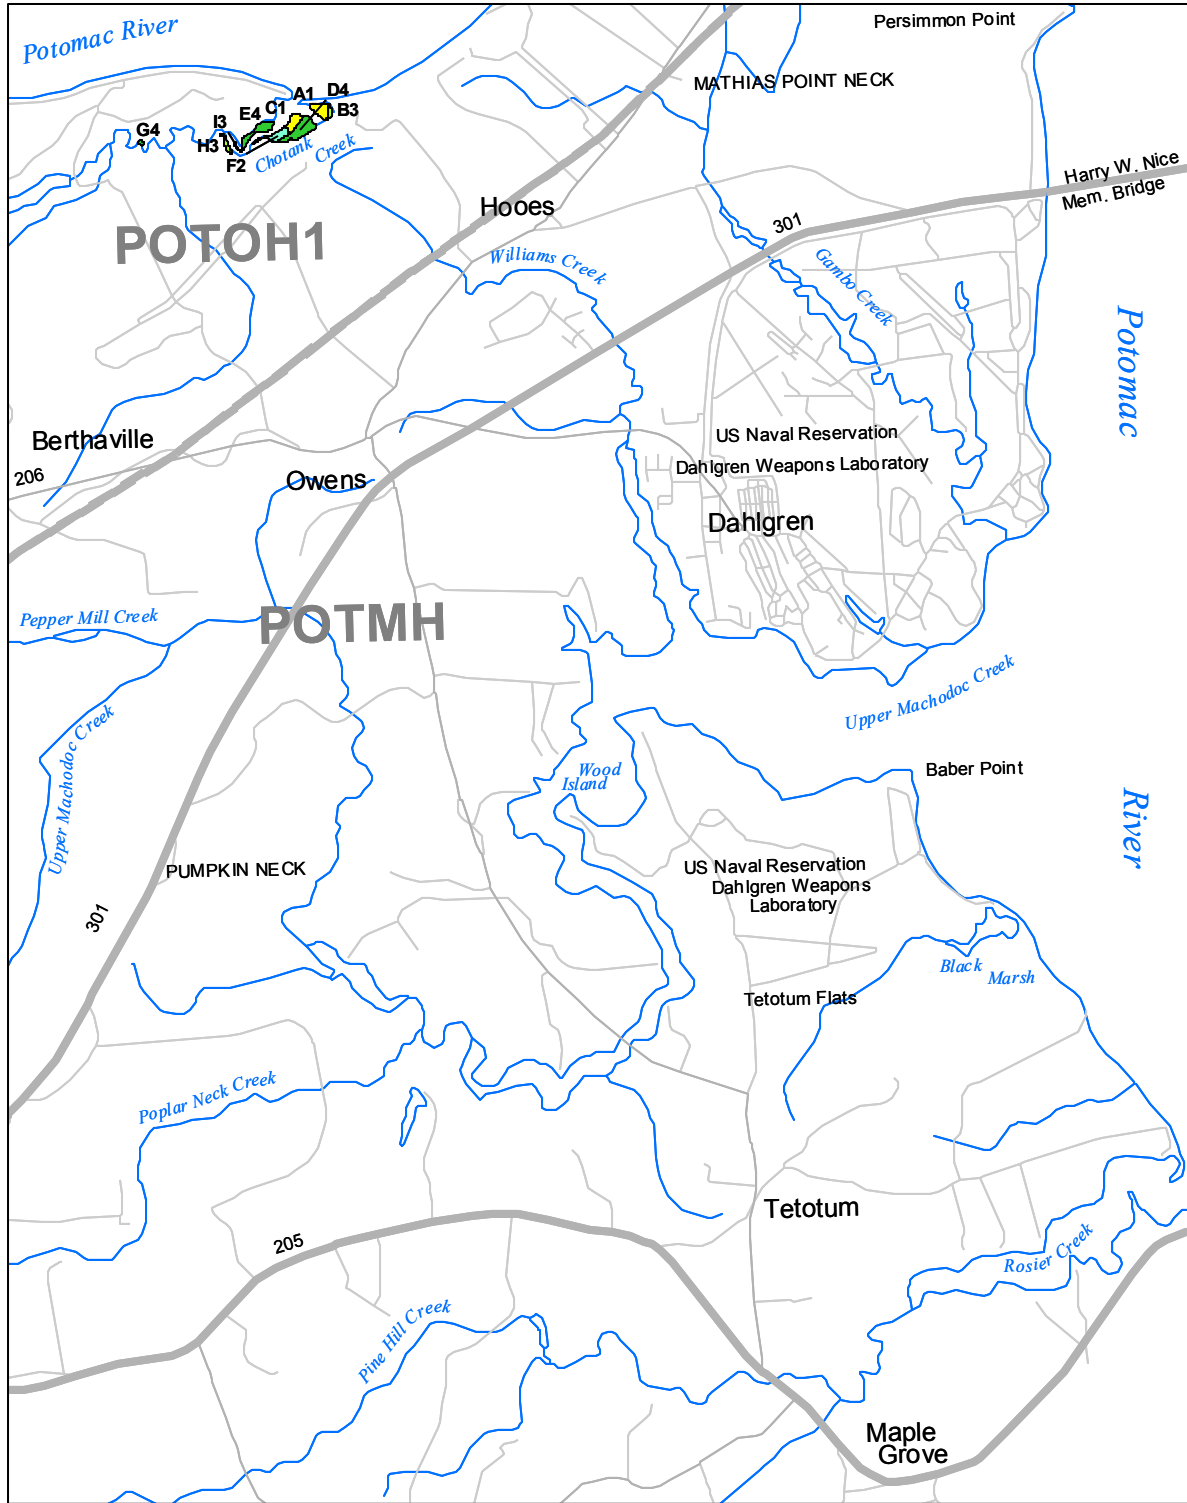 Persimmon Point
Potomac River
MATHIAS POINT NECK
A1
D4
C1
B3
E4
I3
G4
H3
F2
Chotank
Creek
Harry W. Nice
Mem. Bridge
Hooes
301
POTOH1
Williams Creek
Gambo Creek
Potomac
Berthaville
US Naval Reservation
Dahlgren Weapons Laboratory
206
Owens
Dahlgren
Pepper Mill Creek
POTMH
Upper Machodoc Creek
Upper Machodoc Creek
Wood
Island
Baber Point
River
PUMPKIN NECK
US Naval Reservation
Dahlgren Weapons
Laboratory
301
Black
Marsh
Tetotum Flats
Poplar Neck Creek
Tetotum
205
Rosier Creek
Pine Hill Creek
Maple
Grove